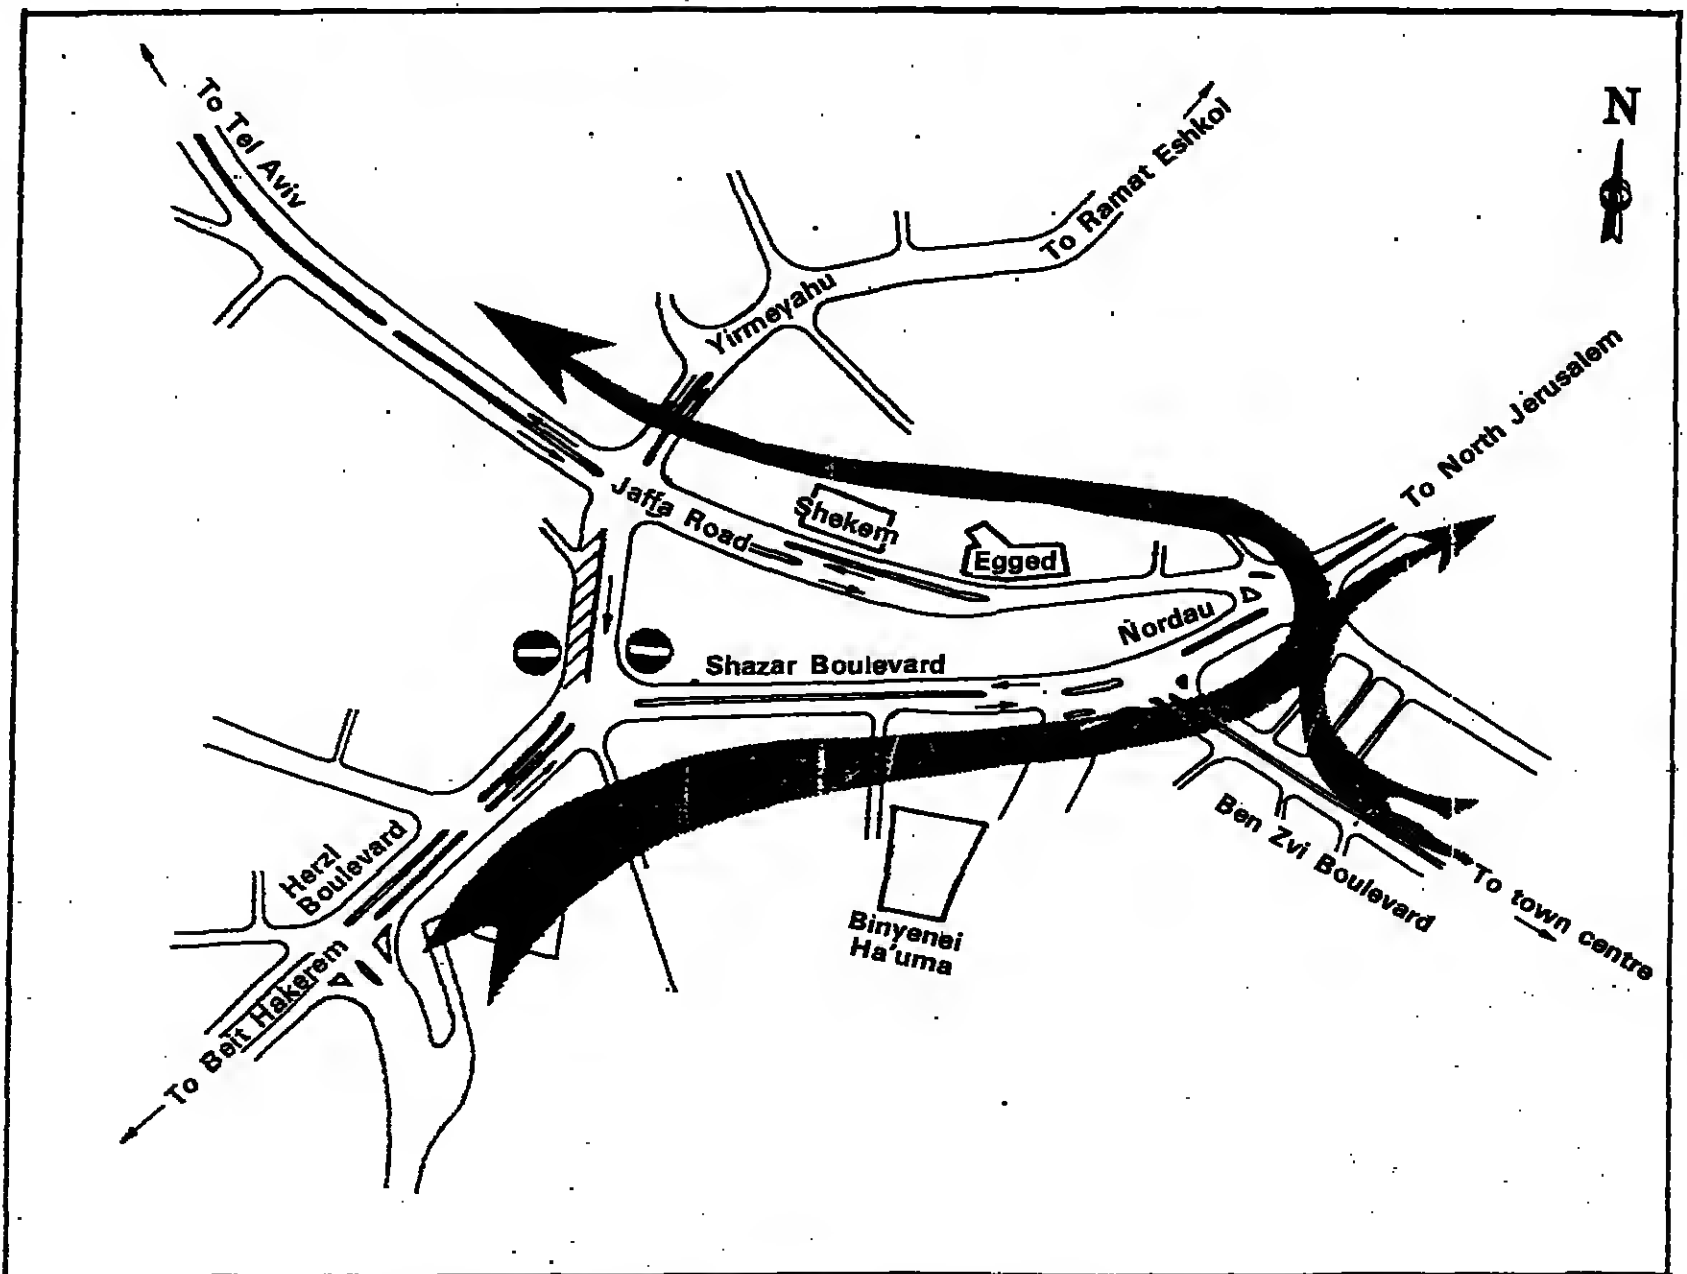 N
To Tel Aviv
To Ramat Eshkol
Yirmeyahu
To North Jerusalem
Jaffa Road
Shekem
Egged
Nordau
Shazar Boulevard
Herzl
Boulevard
Ben Zvi Boulevard
To town centre
Binyenei
Ha'uma
To Beit Hakerem